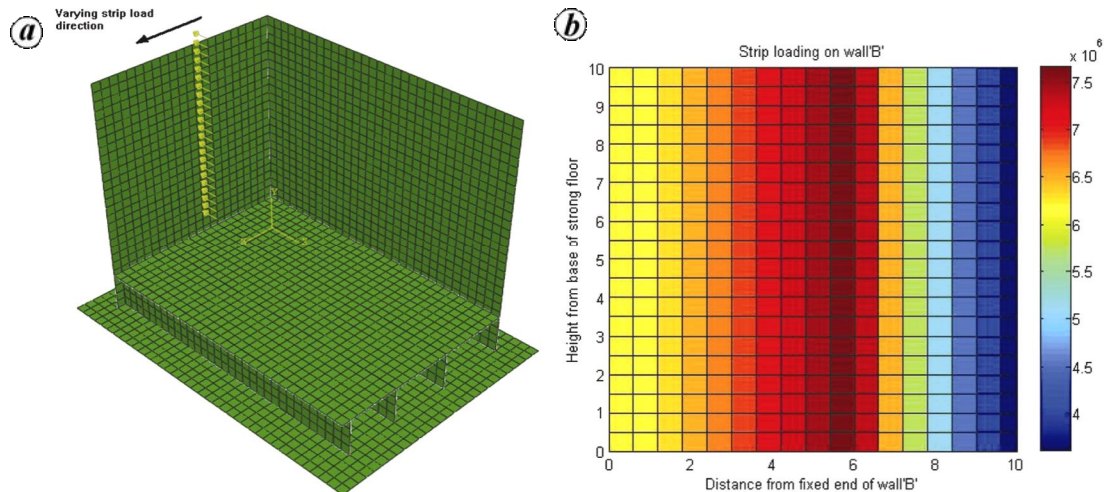 a
Varying strip load
direction
Y
b
Strip loading on wall'B'
x 10⁶
10
9
8
7
6
5
4
3
2
1
0
Height from base of strong floor
0 2 4 6 8 10
Distance from fixed end of wall'B'
7.5
7
6.5
6
5.5
5
4.5
4